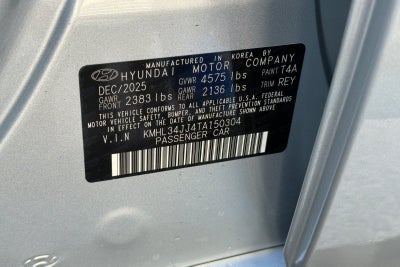 MANUFACTURED IN KOREA BY
HYUNDAI MOTOR COMPANY
DEC/2025 GVWR 4575 lbs PAINT T4A
GAWR FRONT 2383 lbs GAWR REAR 2136 lbs TRIM REY
THIS VEHICLE CONFORMS TO ALL APPLICABLE U.S. FEDERAL
MOTOR VEHICLE SAFETY, BUMPER, AND THEFT PREVENTION STANDARDS
IN EFFECT ON THE DATE OF MANUFACTURE SHOWN ABOVE.
V.I.N KMHL34JJ4TA150304
PASSENGER CAR